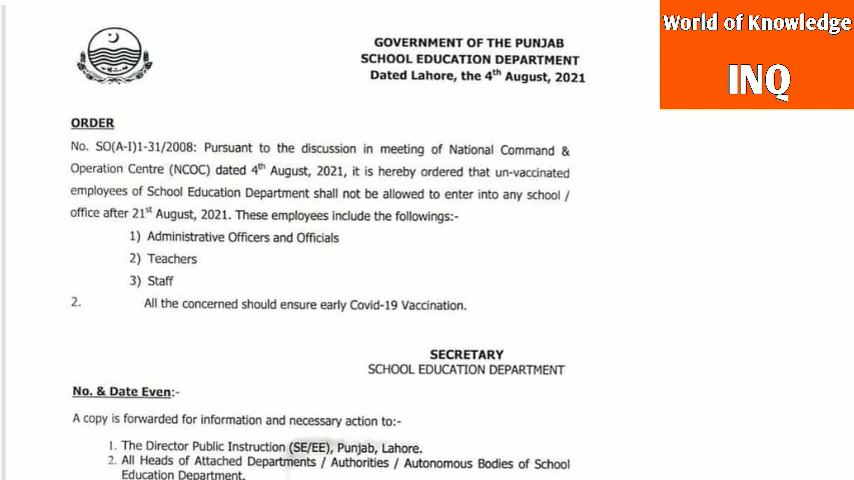 World of Knowledge
INQ
GOVERNMENT OF THE PUNJAB
SCHOOL EDUCATION DEPARTMENT
Dated Lahore, the 4th August, 2021
ORDER
No. SO(A-I)1-31/2008: Pursuant to the discussion in meeting of National Command &
Operation Centre (NCOC) dated 4th August, 2021, it is hereby ordered that un-vaccinated
employees of School Education Department shall not be allowed to enter into any school /
office after 21st August, 2021. These employees include the followings:-
1) Administrative Officers and Officials
2) Teachers
3) Staff
2. All the concerned should ensure early Covid-19 Vaccination.
SECRETARY
SCHOOL EDUCATION DEPARTMENT
No. & Date Even:-
A copy is forwarded for information and necessary action to:-
1. The Director Public Instruction (SE/EE), Punjab, Lahore.
2. All Heads of Attached Departments / Authorities / Autonomous Bodies of School
Education Department.